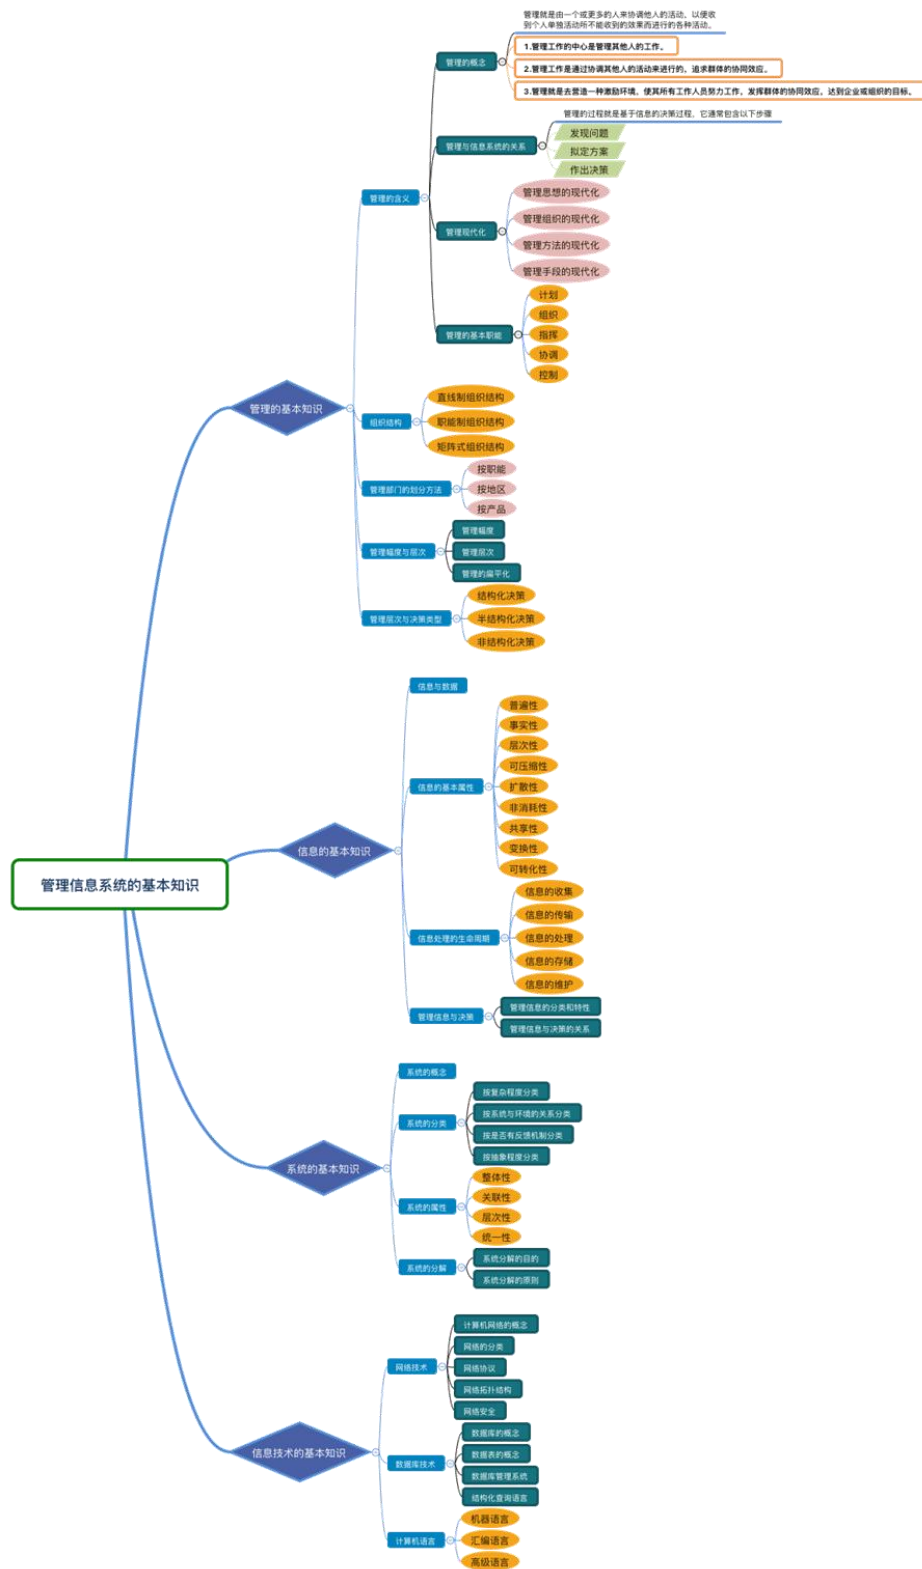 管理信息系统的基本知识
管理的基本知识
管理的含义
管理的概念
管理就是由一个或更多的人来协调他人的活动，以便收
到个人单独活动所不能收到的效果而进行的各种活动。
1.管理工作的中心是管理其他人的工作。
2.管理工作是通过协调其他人的活动来进行的、追求群体的协同效应。
3.管理就是去营造一种激励环境，使其所有工作人员努力工作，发挥群体的协同效应，达到企业或组织的目标。
管理与信息系统的关系
管理的过程就是基于信息的决策过程，它通常包含以下步骤
发现问题
拟定方案
作出决策
管理现代化
管理思想的现代化
管理组织的现代化
管理方法的现代化
管理手段的现代化
管理的基本职能
计划
组织
指挥
协调
控制
组织结构
直线制组织结构
职能制组织结构
矩阵式组织结构
管理部门的划分方法
按职能
按地区
按产品
管理幅度与层次
管理幅度
管理层次
管理的扁平化
管理层次与决策类型
结构化决策
半结构化决策
非结构化决策
信息的基本知识
信息与数据
信息的基本属性
普遍性
事实性
层次性
可压缩性
扩散性
非消耗性
共享性
变换性
可转化性
信息处理的生命周期
信息的收集
信息的传输
信息的处理
信息的存储
信息的维护
管理信息与决策
管理信息的分类和特性
管理信息与决策的关系
系统的基本知识
系统的概念
系统的分类
按复杂程度分类
按系统与环境的关系分类
按是否有反馈机制分类
按抽象程度分类
系统的属性
整体性
关联性
层次性
统一性
系统的分解
系统分解的目的
系统分解的原则
信息技术的基本知识
网络技术
计算机网络的概念
网络的分类
网络协议
网络拓扑结构
网络安全
数据库技术
数据库的概念
数据表的概念
数据库管理系统
结构化查询语言
计算机语言
机器语言
汇编语言
高级语言